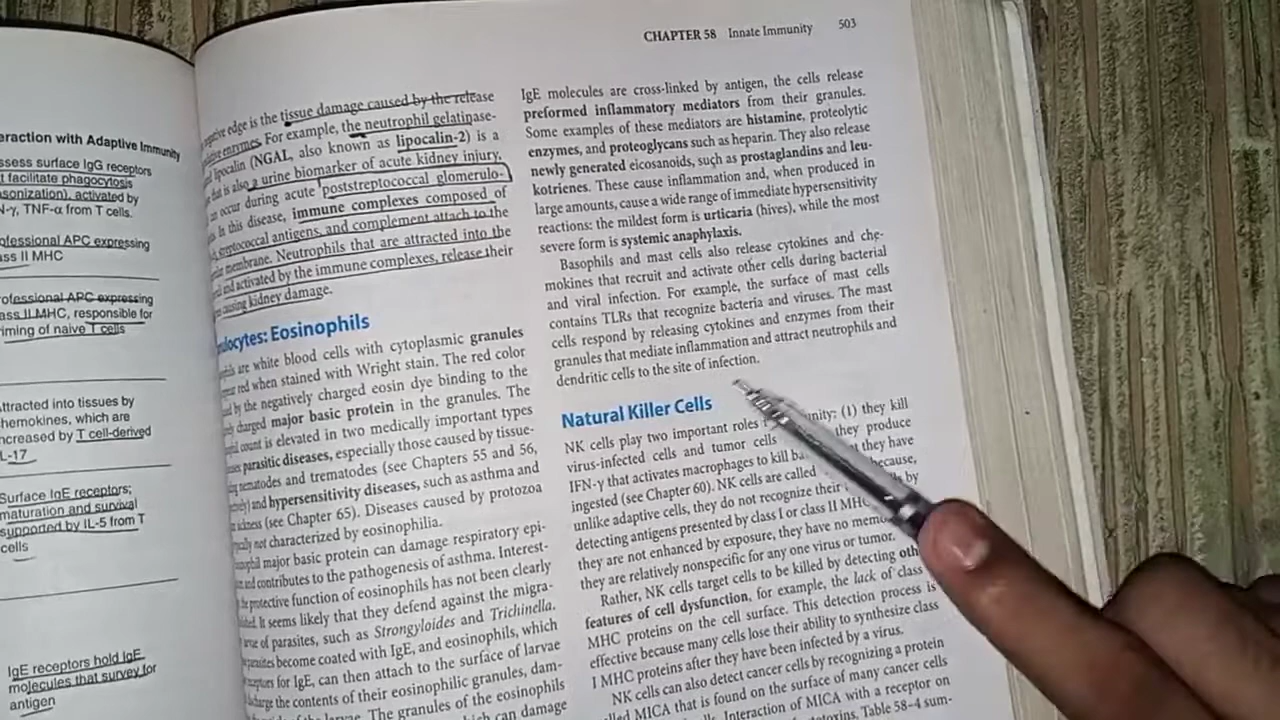 CHAPTER 58 Innate Immunity 503
eraction with Adaptive Immunity
ssess surface IgG receptors
t facilitate phagocytosis
sonization), activated by
N-γ, TNF-α from T cells.
ofessional APC expressing
ass II MHC
rofessional APC expressing
ass II MHC, responsible for
riming of naive T cells
ttracted into tissues by
hemokines, which are
ncreased by T cell-derived
L-17
Surface IgE receptors;
maturation and survival
supported by IL-5 from T
cells
IgE receptors hold IgE
molecules that survey for
antigen
edge is the tissue damage caused by the release
enzymes. For example, the neutrophil gelatinase-
lipocalin (NGAL, also known as lipocalin-2) is a
that is also a urine biomarker of acute kidney injury.
occur during acute poststreptococcal glomerulo-
In this disease, immune complexes composed of
streptococcal antigens, and complement attach to the
membrane. Neutrophils that are attracted into the
and activated by the immune complexes, release their
causing kidney damage.
ulocytes: Eosinophils
are white blood cells with cytoplasmic granules
red when stained with Wright stain. The red color
by the negatively charged eosin dye binding to the
charged major basic protein in the granules. The
count is elevated in two medically important types
parasitic diseases, especially those caused by tissue-
nematodes and trematodes (see Chapters 55 and 56,
and hypersensitivity diseases, such as asthma and
(see Chapter 65). Diseases caused by protozoa
not characterized by eosinophilia.
major basic protein can damage respiratory epi-
and contributes to the pathogenesis of asthma. Interest-
the protective function of eosinophils has not been clearly
It seems likely that they defend against the migra-
of parasites, such as Strongyloides and Trichinella.
become coated with IgE, and eosinophils, which
for IgE, can then attach to the surface of larvae
the contents of their eosinophilic granules, dam-
the larvae. The granules of the eosinophils
can damage
IgE molecules are cross-linked by antigen, the cells release
preformed inflammatory mediators from their granules.
Some examples of these mediators are histamine, proteolytic
enzymes, and proteoglycans such as heparin. They also release
newly generated eicosanoids, such as prostaglandins and leu-
kotrienes. These cause inflammation and, when produced in
large amounts, cause a wide range of immediate hypersensitivity
reactions: the mildest form is urticaria (hives), while the most
severe form is systemic anaphylaxis.
Basophils and mast cells also release cytokines and che-
mokines that recruit and activate other cells during bacterial
and viral infection. For example, the surface of mast cells
contains TLRs that recognize bacteria and viruses. The mast
cells respond by releasing cytokines and enzymes from their
granules that mediate inflammation and attract neutrophils and
dendritic cells to the site of infection.
Natural Killer Cells
NK cells play two important roles unity: (1) they kill
virus-infected cells and tumor cells they produce
IFN-γ that activates macrophages to kill they have
ingested (see Chapter 60). NK cells are called because,
unlike adaptive cells, they do not recognize their by
detecting antigens presented by class I or class II MHC
they are not enhanced by exposure, they have no
they are relatively nonspecific for any one virus or tumor.
Rather, NK cells target cells to be killed by detecting
features of cell dysfunction, for example, the lack of class
MHC proteins on the cell surface. This detection process is
effective because many cells lose their ability to synthesize class
I MHC proteins after they have been infected by a virus.
NK cells can also detect cancer cells by recognizing a protein
MICA that is found on the surface of many cancer cells
Interaction of MICA with a receptor on
Table 58–4 sum-